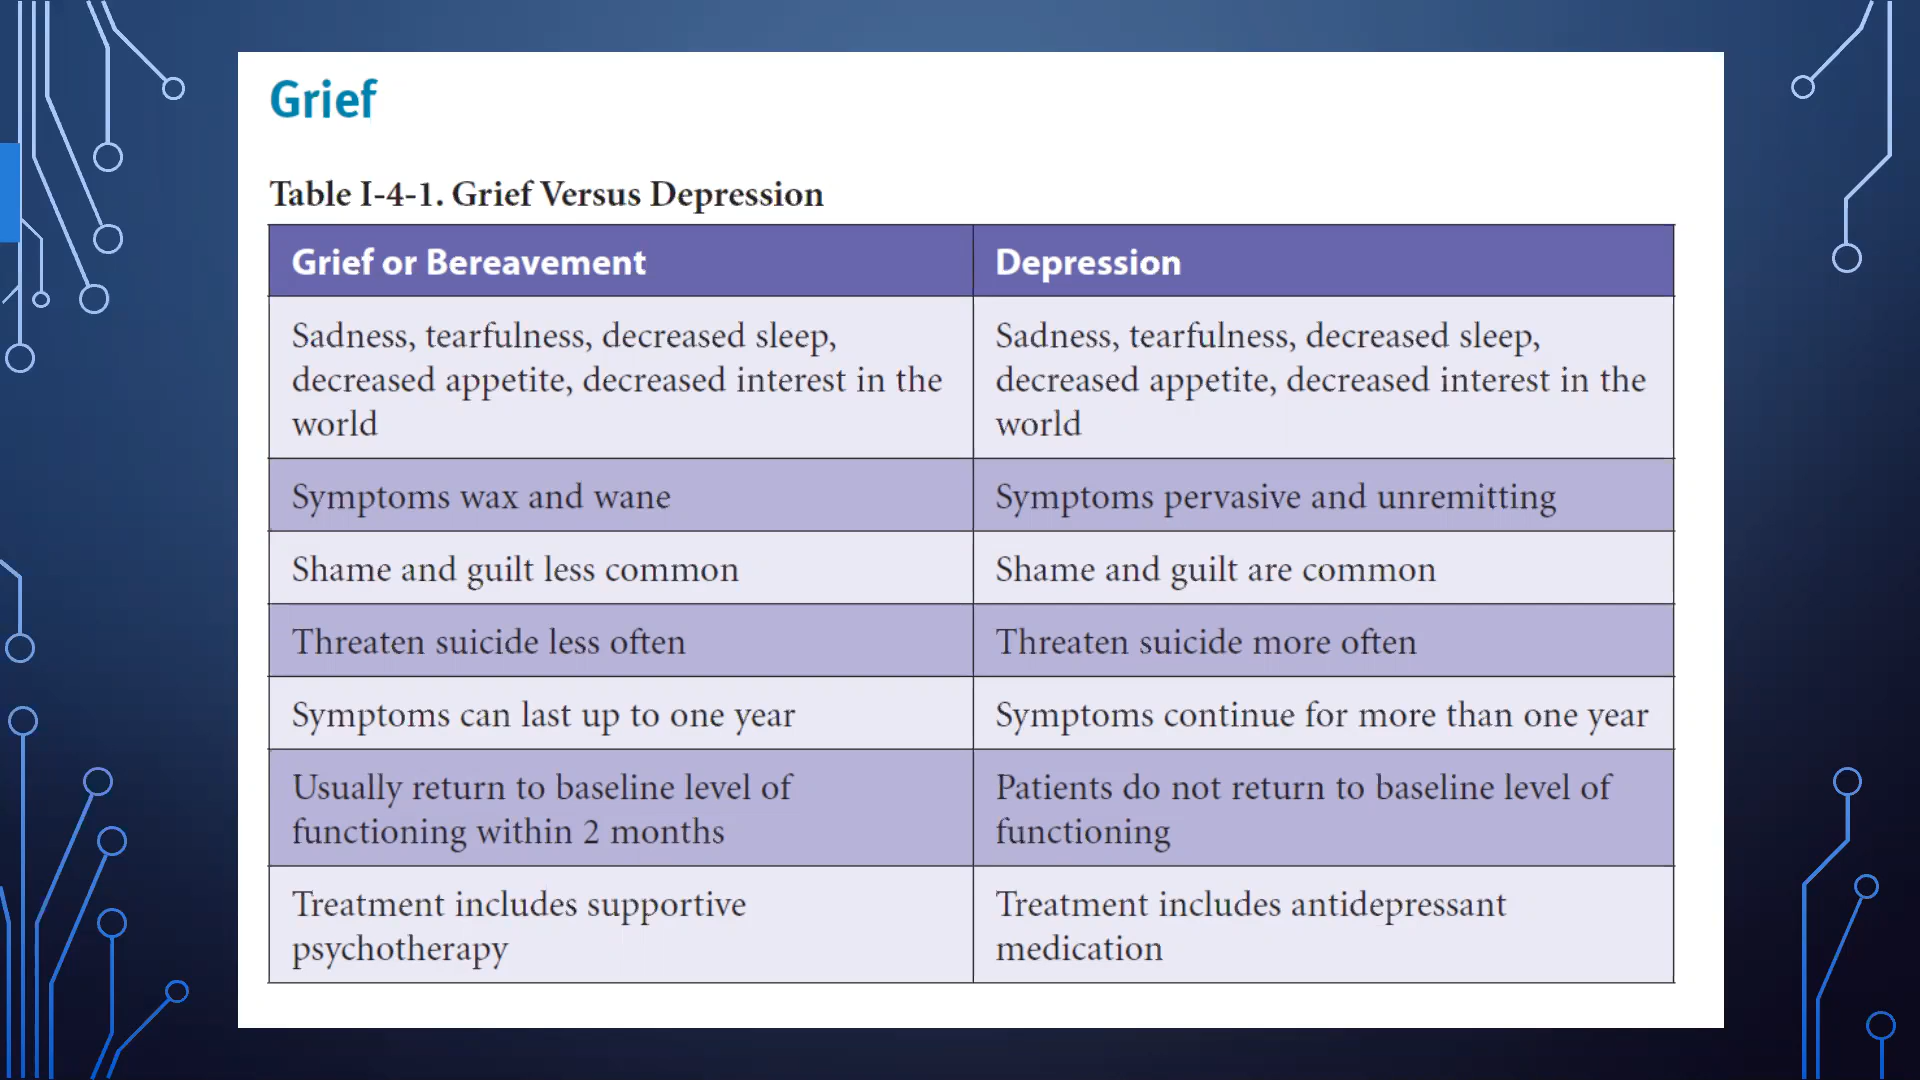 Grief
Table I-4-1. Grief Versus Depression
Grief or Bereavement
Depression
Sadness, tearfulness, decreased sleep,
decreased appetite, decreased interest in the
world
Sadness, tearfulness, decreased sleep,
decreased appetite, decreased interest in the
world
Symptoms wax and wane
Symptoms pervasive and unremitting
Shame and guilt less common
Shame and guilt are common
Threaten suicide less often
Threaten suicide more often
Symptoms can last up to one year
Symptoms continue for more than one year
Usually return to baseline level of
functioning within 2 months
Patients do not return to baseline level of
functioning
Treatment includes supportive
psychotherapy
Treatment includes antidepressant
medication